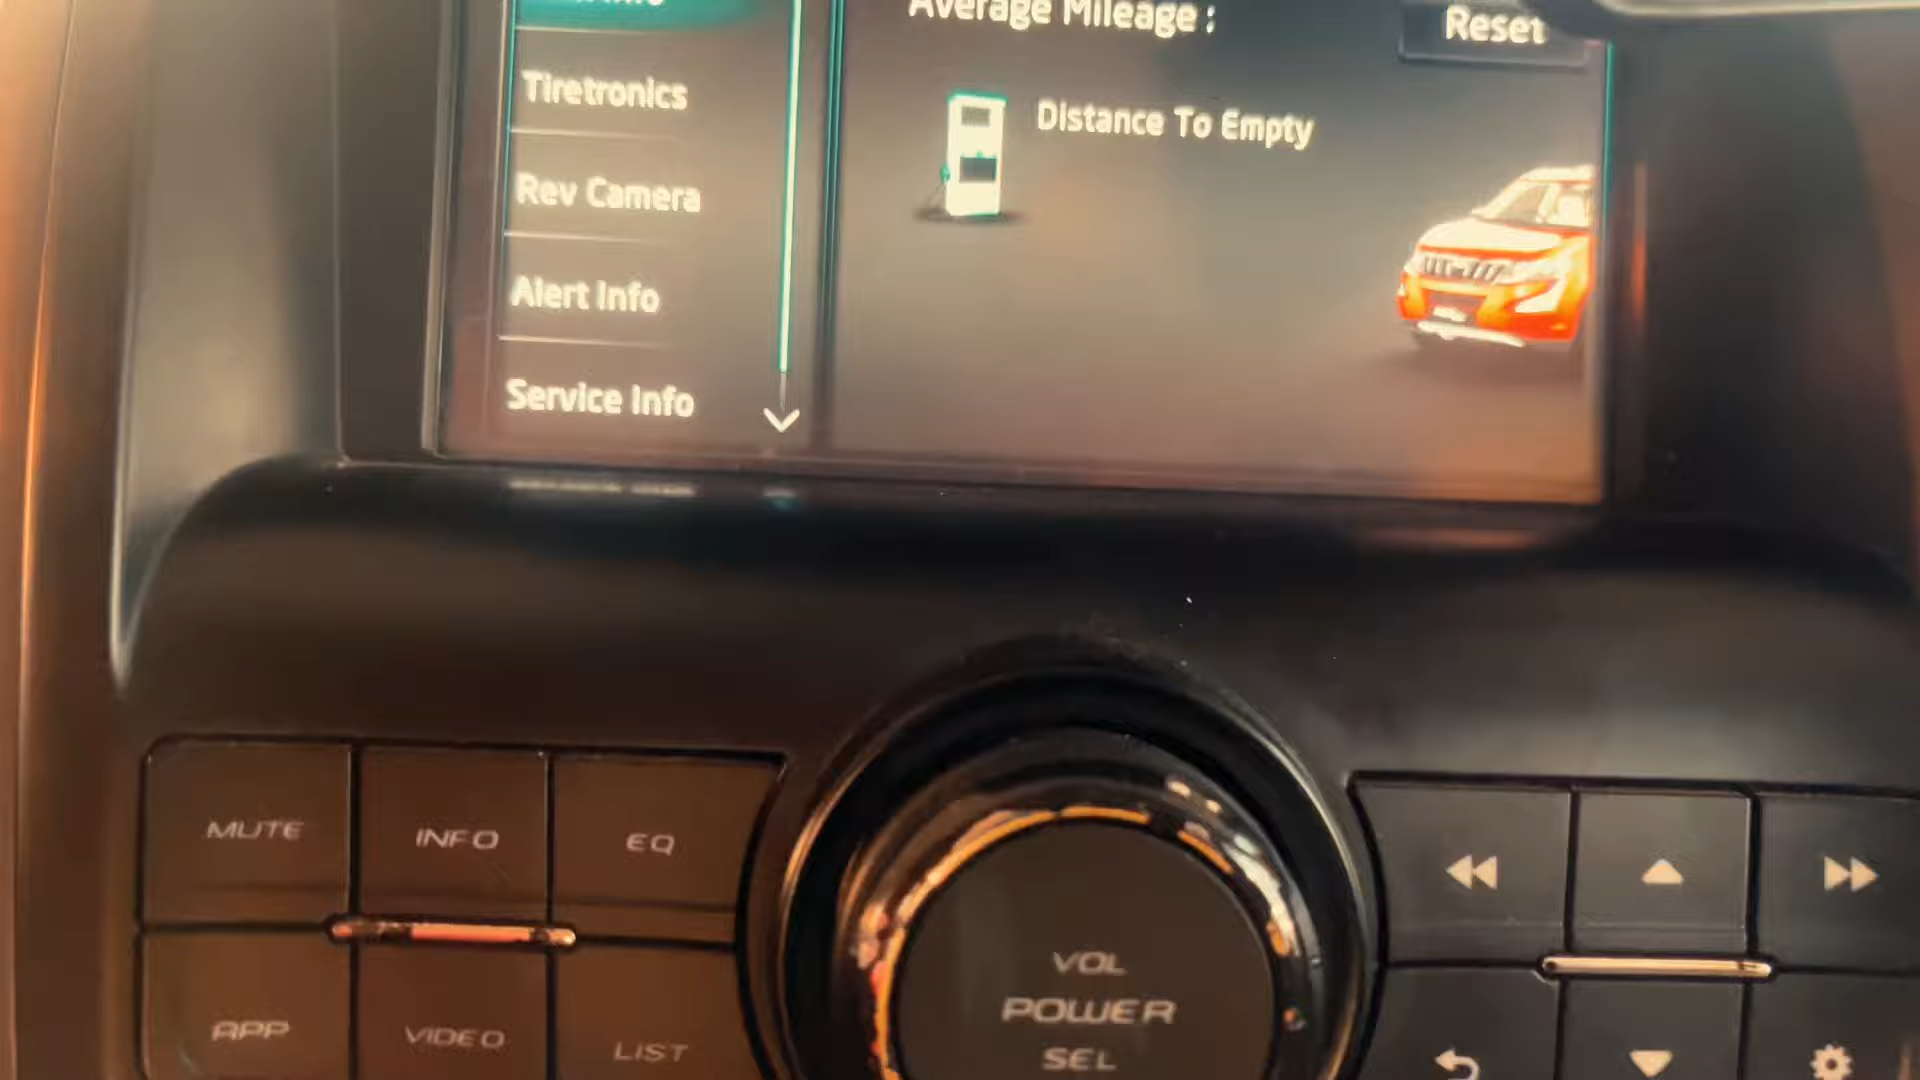 Average Mileage :
Reset
Tiretronics
Distance To Empty
Rev Camera
Alert Info
Service Info
MUTE
INFO
EQ
APP
VIDEO
LIST
VOL
POWER
SEL